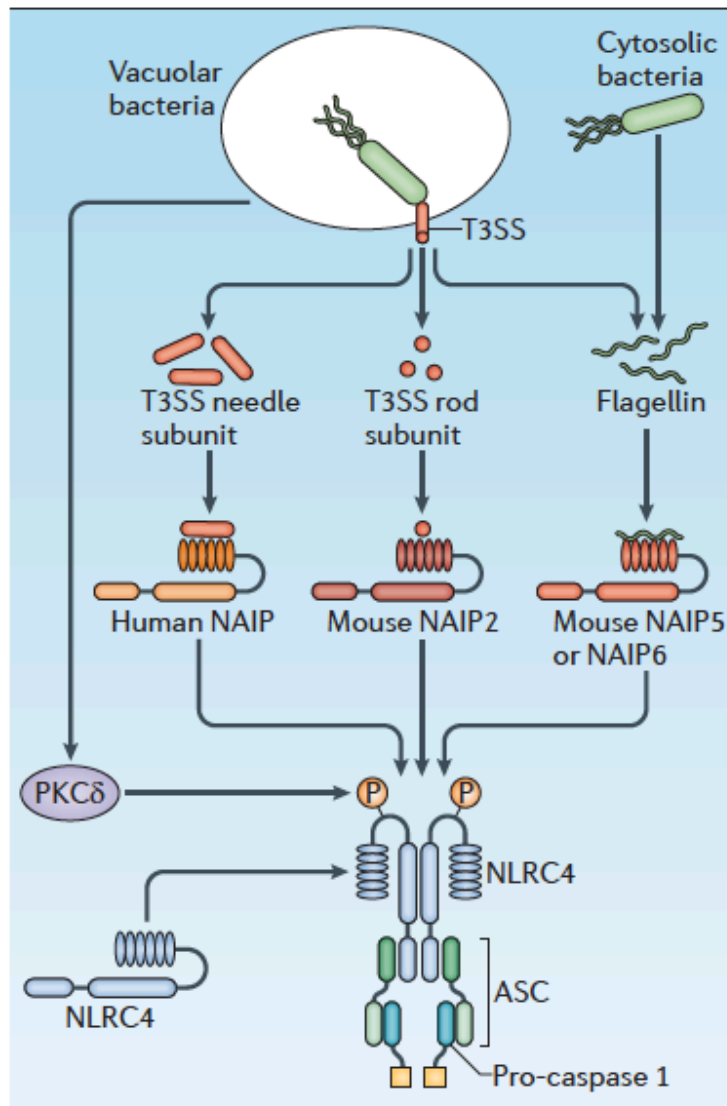 Vacuolar
bacteria
Cytosolic
bacteria
T3SS
T3SS needle
subunit
T3SS rod
subunit
Flagellin
Human NAIP
Mouse NAIP2
Mouse NAIP5
or NAIP6
PKCδ
P
P
NLRC4
NLRC4
ASC
Pro-caspase 1